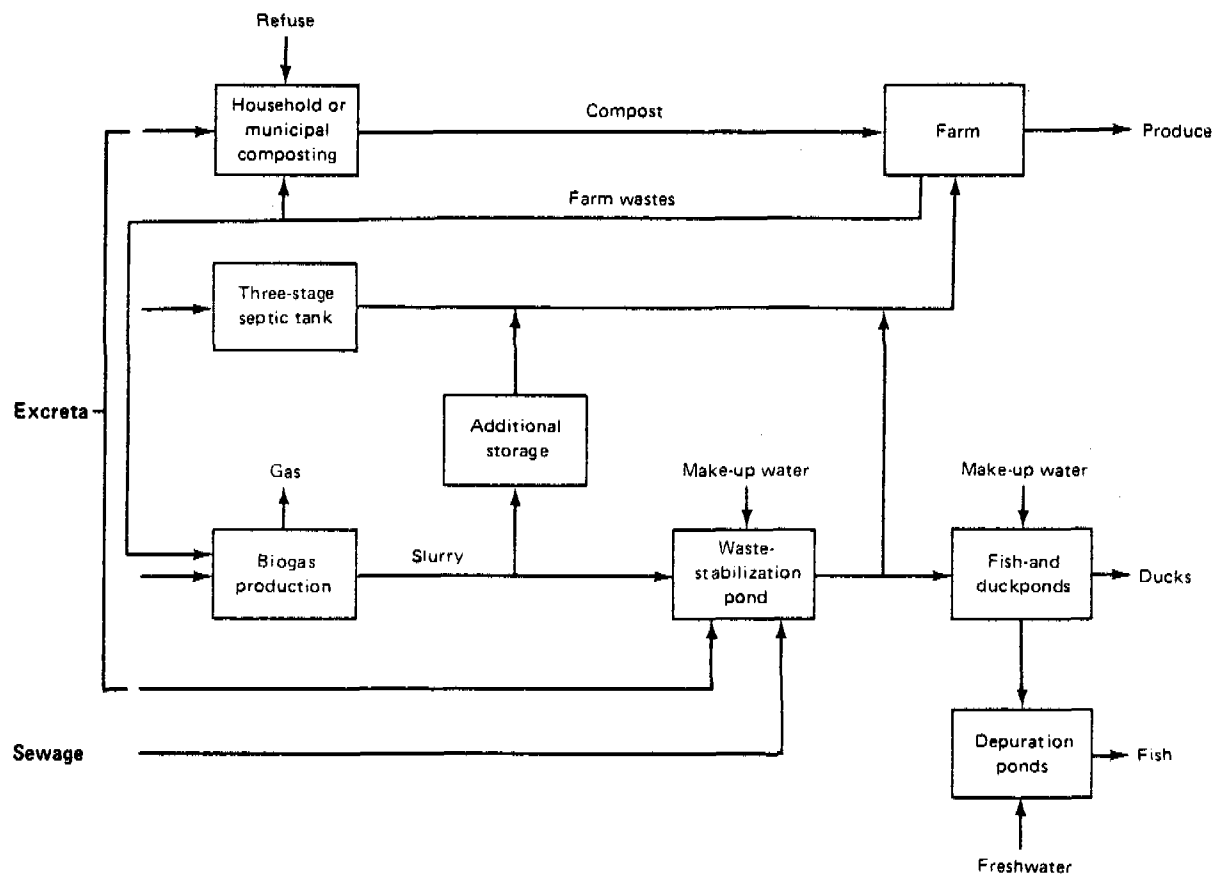 Refuse
Household or
municipal
composting
Compost
Farm
Produce
Farm wastes
Three-stage
septic tank
Excreta
Additional
storage
Gas
Make-up water
Make-up water
Biogas
production
Slurry
Waste-
stabilization
pond
Fish-and
duckponds
Ducks
Sewage
Depuration
ponds
Fish
Freshwater